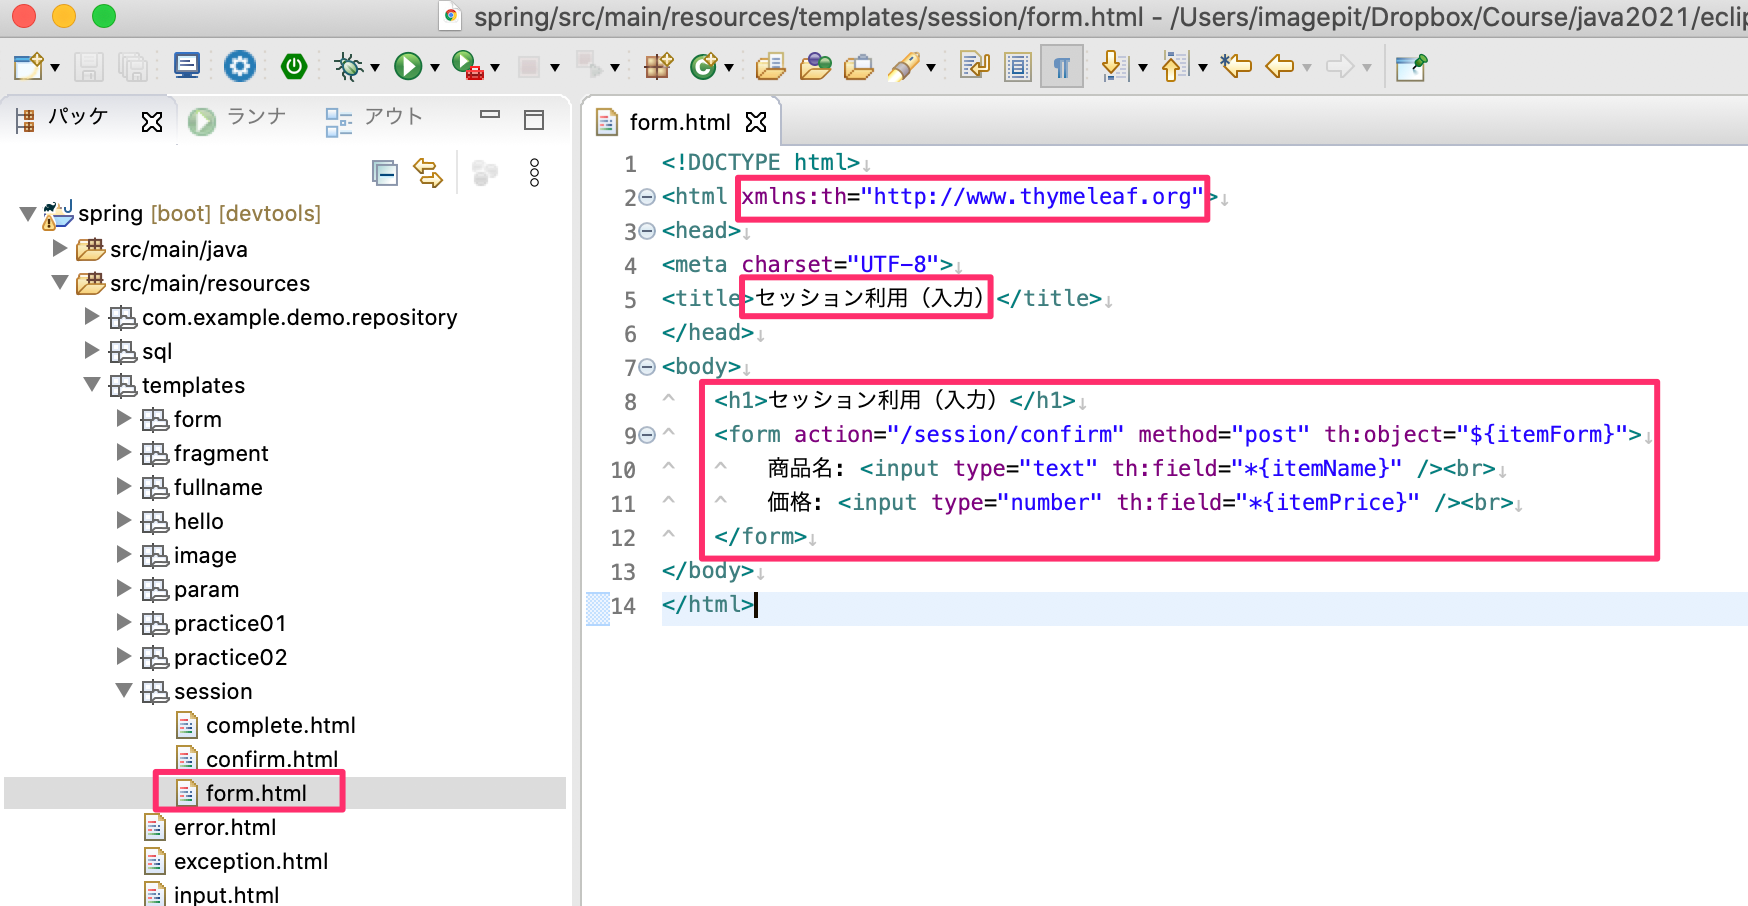 spring/src/main/resources/templates/session/form.html - /Users/imagepit/Dropbox/Course/java2021/eclip
パッケ
ランナ
アウト
form.html
spring [boot] [devtools]
src/main/java
src/main/resources
com.example.demo.repository
sql
templates
form
fragment
fullname
hello
image
param
practice01
practice02
session
complete.html
confirm.html
form.html
error.html
exception.html
input.html
1 <!DOCTYPE html>↓
2 <html xmlns:th="http://www.thymeleaf.org">↓
3 <head>↓
4 <meta charset="UTF-8">↓
5 <title>セッション利用（入力）</title>↓
6 </head>↓
7 <body>↓
8 ^ <h1>セッション利用（入力）</h1>↓
9 ^ <form action="/session/confirm" method="post" th:object="${itemForm}">↓
10 ^ ^ 商品名: <input type="text" th:field="*{itemName}" /><br>↓
11 ^ ^ 価格: <input type="number" th:field="*{itemPrice}" /><br>↓
12 ^ </form>↓
13 </body>↓
14 </html>